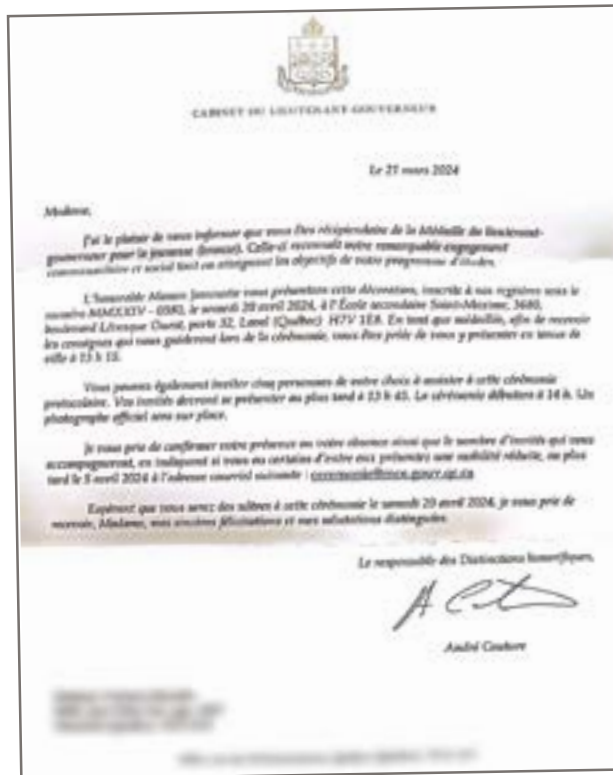 CABINET DU LIEUTENANT-GOUVERNEUR
Le 27 mars 2024
Madame,
J'ai le plaisir de vous informer que vous êtes récipiendaire de la Médaille du lieutenant-
gouverneur pour la jeunesse (bronze). Celle-ci reconnaît votre remarquable engagement
communautaire et social tout en atteignant les objectifs de votre programme d'études.
L'honorable Manon Jeannotte vous présentera cette décoration, inscrite à nos registres sous le
numéro MMXXIV - 0580, le samedi 20 avril 2024, à l'École secondaire Saint-Maxime, 3680,
boulevard Lévesque Ouest, porte 32, Laval (Québec) H7V 1E8. En tant que médaillée, afin de recevoir
les consignes qui vous guideront lors de la cérémonie, vous êtes priée de vous y présenter en tenue de
ville à 13 h 15.
Vous pouvez également inviter cinq personnes de votre choix à assister à cette cérémonie
protocolaire. Vos invités devront se présenter au plus tard à 13 h 45. La cérémonie débutera à 14 h. Un
photographe officiel sera sur place.
Je vous prie de confirmer votre présence ou votre absence ainsi que le nombre d'invités qui vous
accompagneront, en indiquant si vous ou certains d'entre eux présentez une mobilité réduite, au plus
tard le 5 avril 2024 à l'adresse courriel suivante :
Espérant que vous serez des nôtres à cette cérémonie le samedi 20 avril 2024, je vous prie de
recevoir, Madame, mes sincères félicitations et mes salutations distinguées.
Le responsable des Distinctions honorifiques,
André Couture